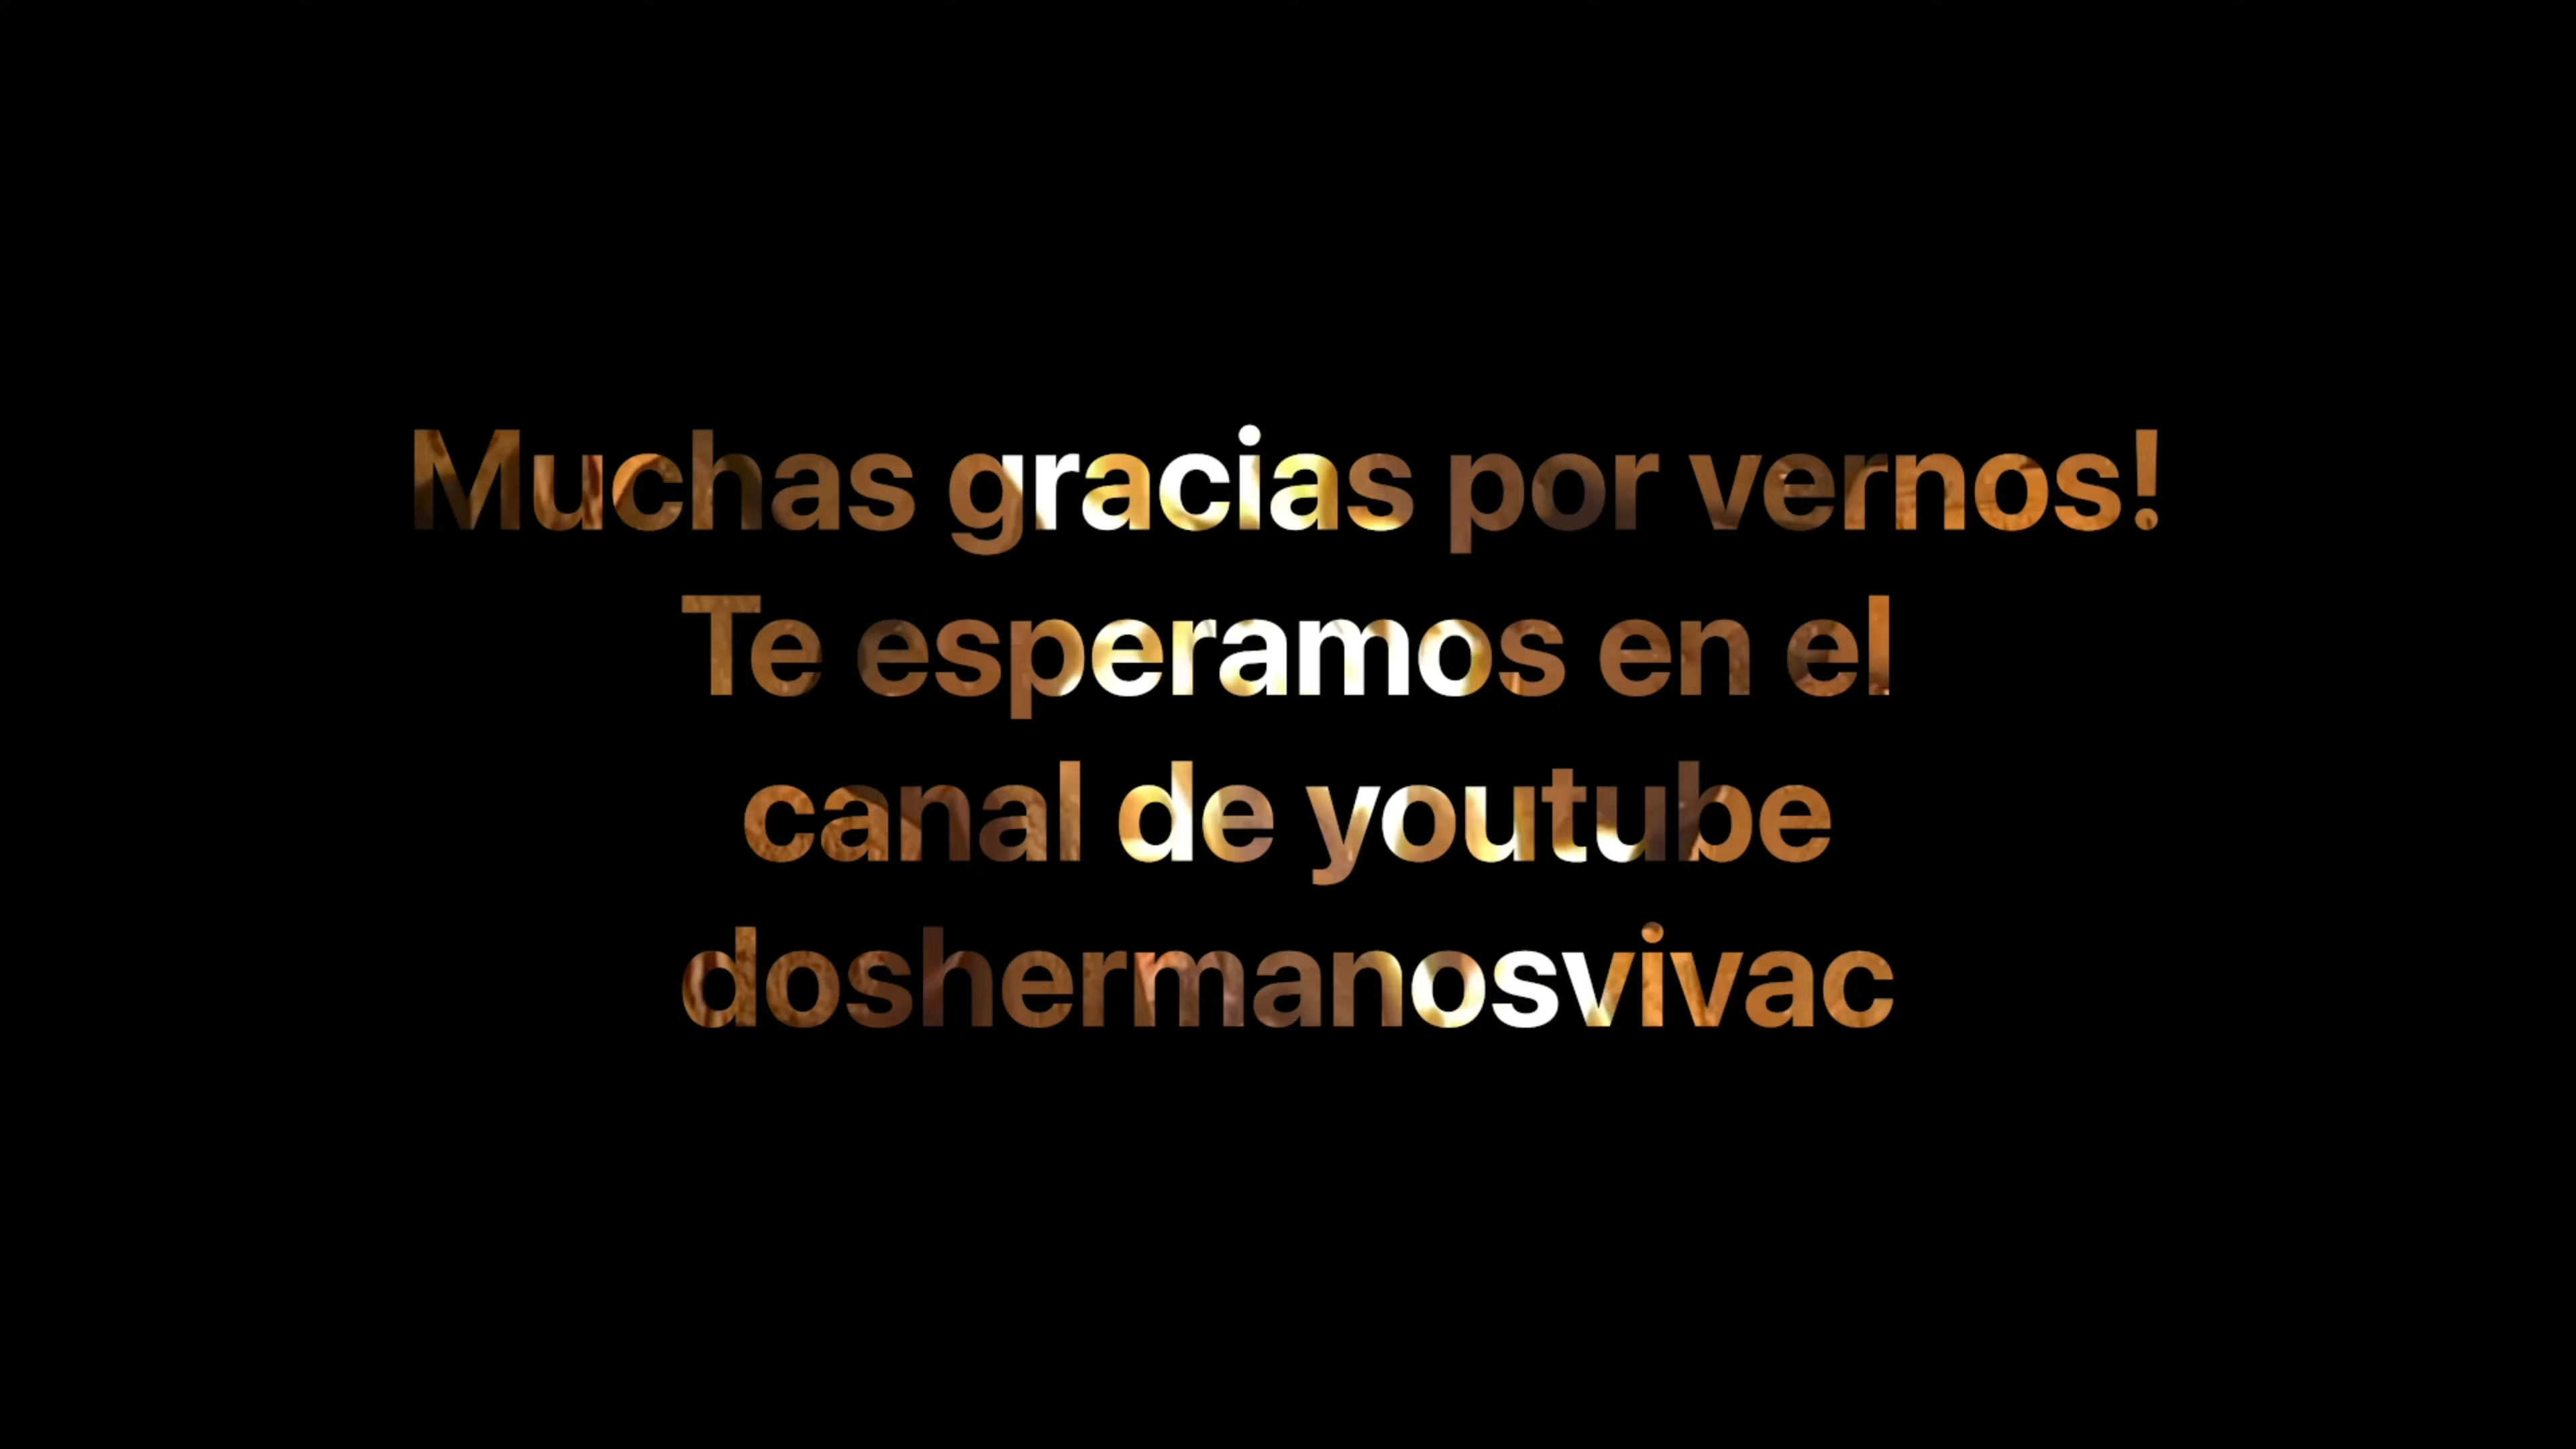 Muchas gracias por vernos!
Te esperamos en el
canal de youtube
doshermanosvivac